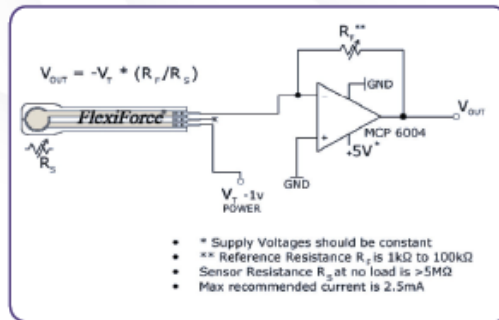 R_F**
V_OUT = -V_T * (R_F/R_S)
GND
FlexiForce®
V_OUT
MCP 6004
R_S
+5V*
V_T -1v
GND
POWER
• * Supply Voltages should be constant
• ** Reference Resistance R_F is 1kΩ to 100kΩ
• Sensor Resistance R_S at no load is >5MΩ
• Max recommended current is 2.5mA